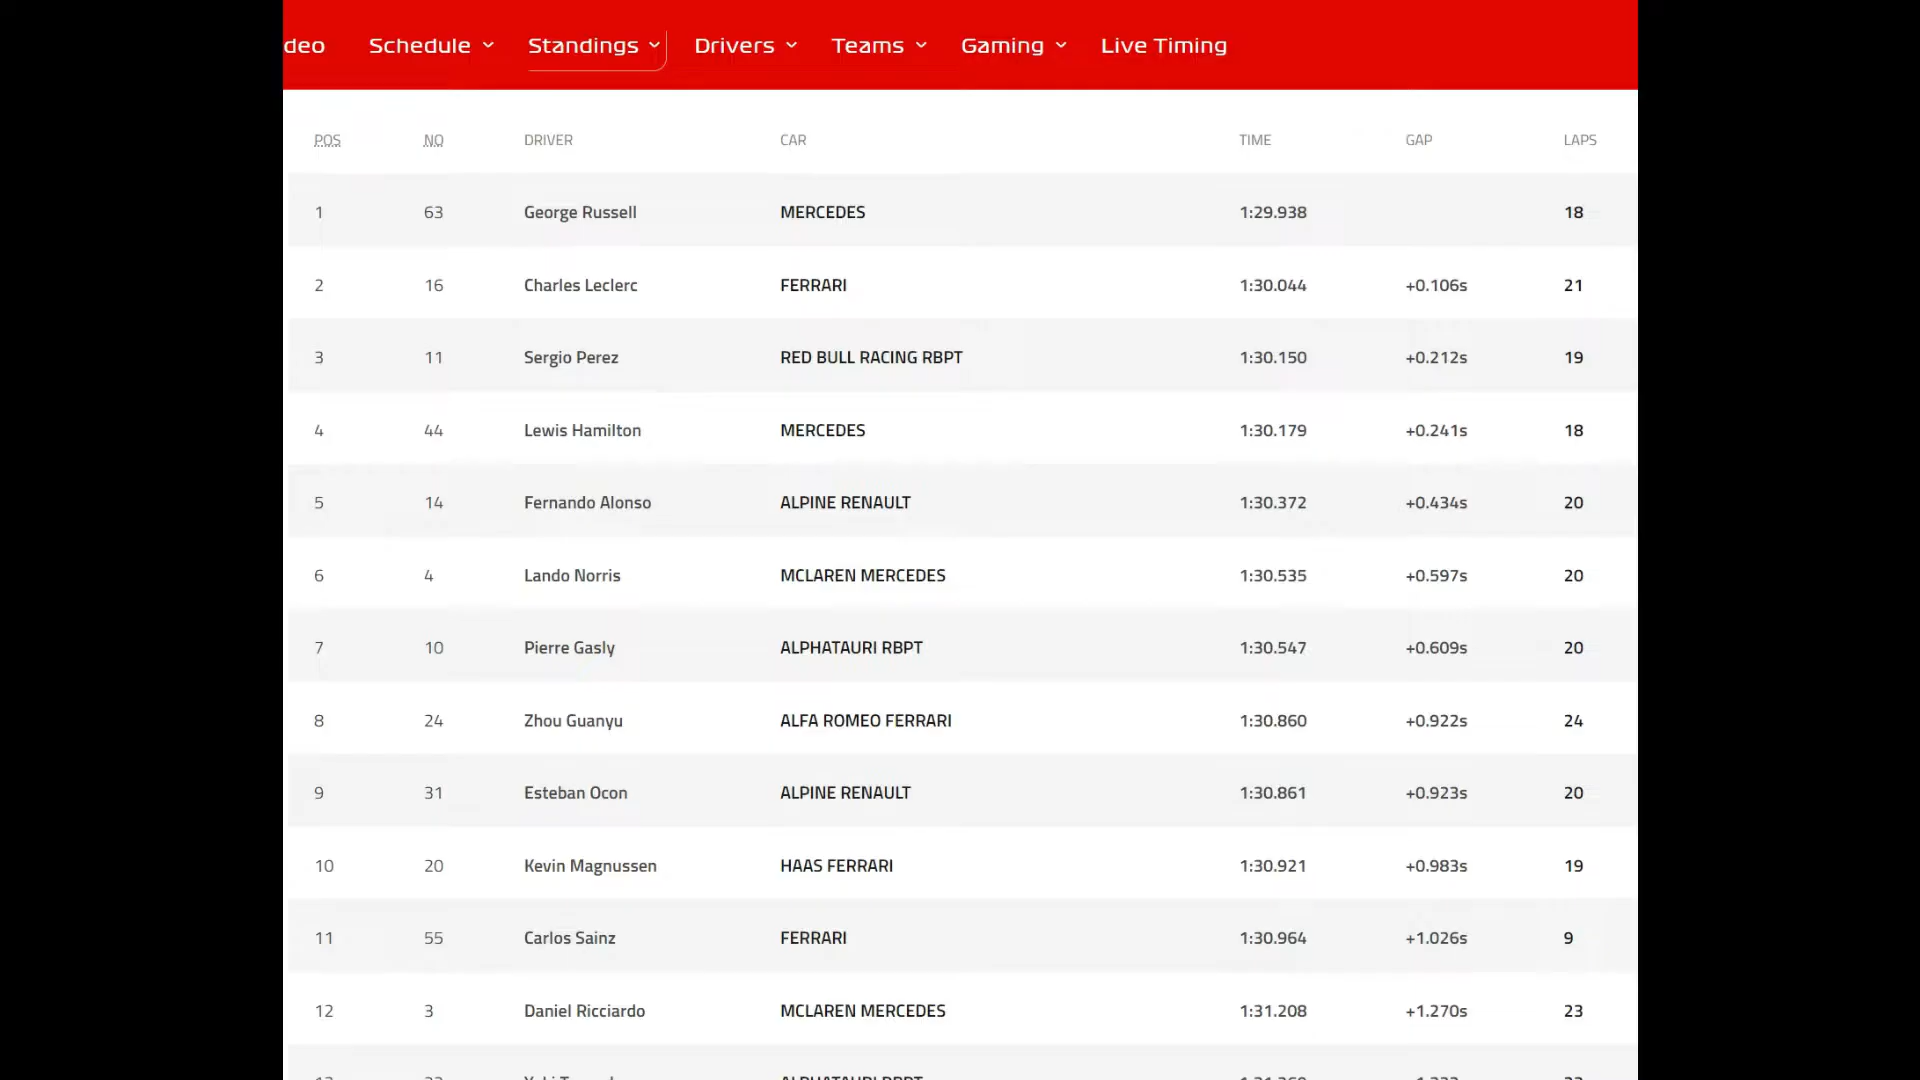 deo Schedule Standings Drivers Teams Gaming Live Timing
POS NO DRIVER CAR TIME GAP LAPS
1 63 George Russell MERCEDES 1:29.938 18
2 16 Charles Leclerc FERRARI 1:30.044 +0.106s 21
3 11 Sergio Perez RED BULL RACING RBPT 1:30.150 +0.212s 19
4 44 Lewis Hamilton MERCEDES 1:30.179 +0.241s 18
5 14 Fernando Alonso ALPINE RENAULT 1:30.372 +0.434s 20
6 4 Lando Norris MCLAREN MERCEDES 1:30.535 +0.597s 20
7 10 Pierre Gasly ALPHATAURI RBPT 1:30.547 +0.609s 20
8 24 Zhou Guanyu ALFA ROMEO FERRARI 1:30.860 +0.922s 24
9 31 Esteban Ocon ALPINE RENAULT 1:30.861 +0.923s 20
10 20 Kevin Magnussen HAAS FERRARI 1:30.921 +0.983s 19
11 55 Carlos Sainz FERRARI 1:30.964 +1.026s 9
12 3 Daniel Ricciardo MCLAREN MERCEDES 1:31.208 +1.270s 23